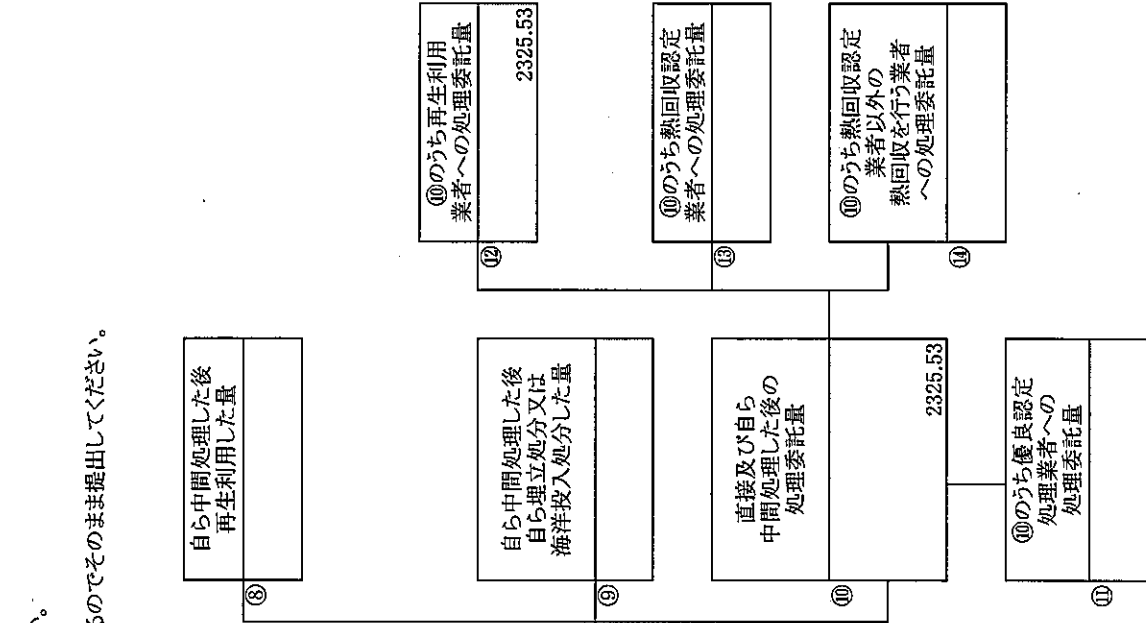 い。
るのでそのまま提出してください。
⑧
自ら中間処理した後
再生利用した量
⑨
自ら中間処理した後
自ら埋立処分又は
海洋投入処分した量
⑩
直接及び自ら
中間処理した後の
処理委託量
2325.53
⑪
⑩のうち優良認定
処理業者への
処理委託量
⑫
⑩のうち再生利用
業者への処理委託量
2325.53
⑬
⑩のうち熱回収認定
業者への処理委託量
⑭
⑩のうち熱回収認定
業者以外の
熱回収を行う業者
への処理委託量